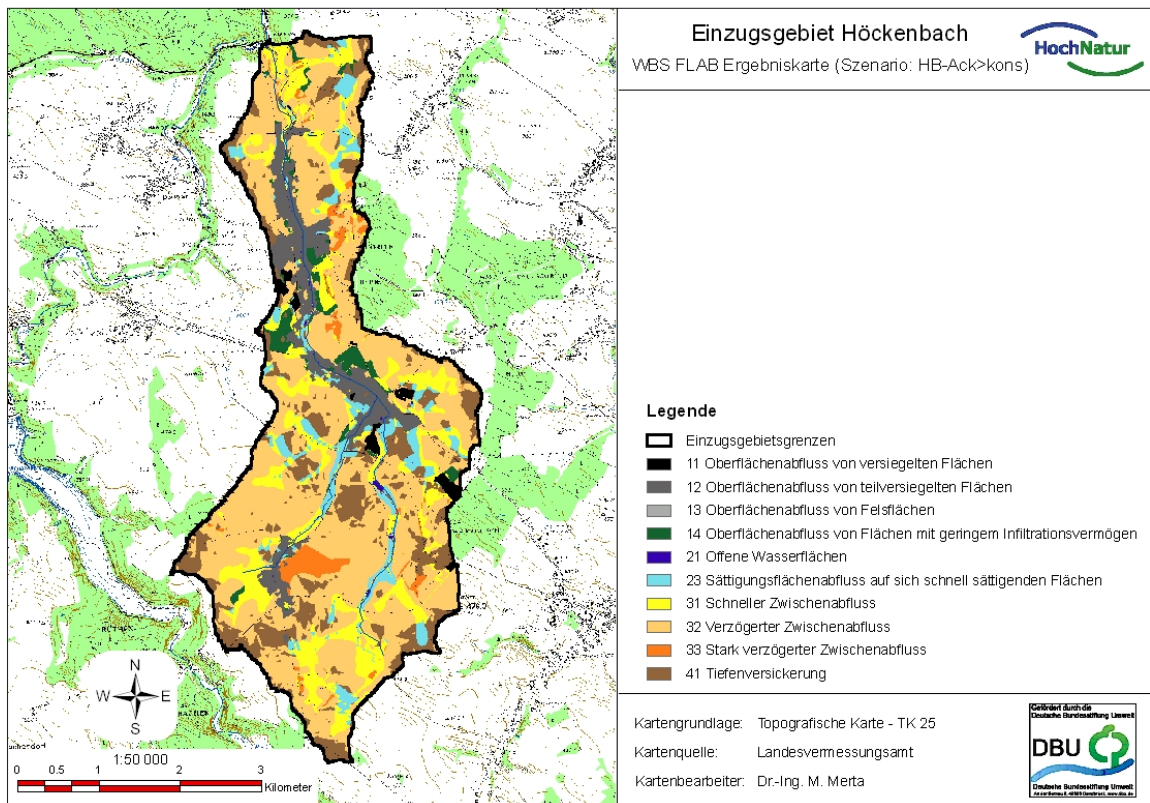 Einzugsgebiet Höckenbach
WBS FLAB Ergebniskarte (Szenario: HB-Ack>kons)
HochNatur
Legende
Einzugsgebietsgrenzen
11 Oberflächenabfluss von versiegelten Flächen
12 Oberflächenabfluss von teilversiegelten Flächen
13 Oberflächenabfluss von Felsflächen
14 Oberflächenabfluss von Flächen mit geringem Infiltrationsvermögen
21 Offene Wasserflächen
23 Sättigungsflächenabfluss auf sich schnell sättigenden Flächen
31 Schneller Zwischenabfluss
32 Verzögerter Zwischenabfluss
33 Stark verzögerter Zwischenabfluss
41 Tiefenversickerung
N
W E
S
1:50 000
0 0.5 1 2 3
Kilometer
Kartengrundlage: Topografische Karte - TK 25
Kartenquelle: Landesvermessungsamt
Kartenbearbeiter: Dr.-Ing. M. Merta
Gefördert durch die
Deutsche Bundesstiftung Umwelt
DBU
Deutsche Bundesstiftung Umwelt